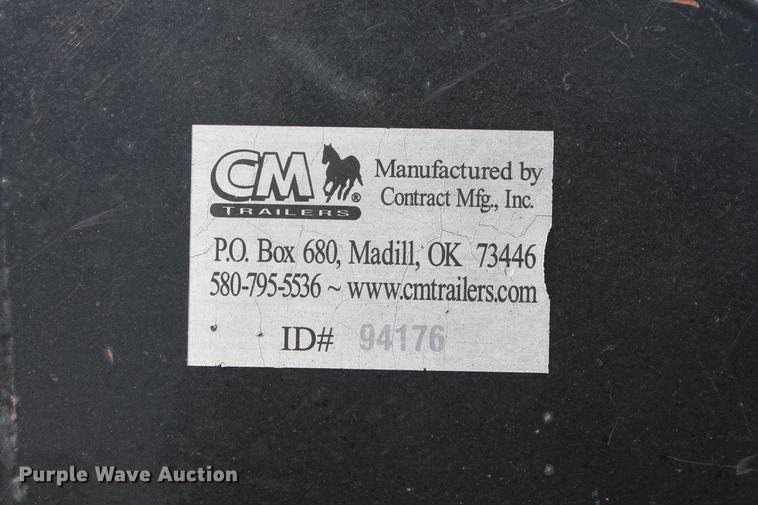 CM ®
TRAILERS
Manufactured by
Contract Mfg., Inc.
P.O. Box 680, Madill, OK 73446
580-795-5536 ~ www.cmtrailers.com
ID# 94176
Purple Wave Auction